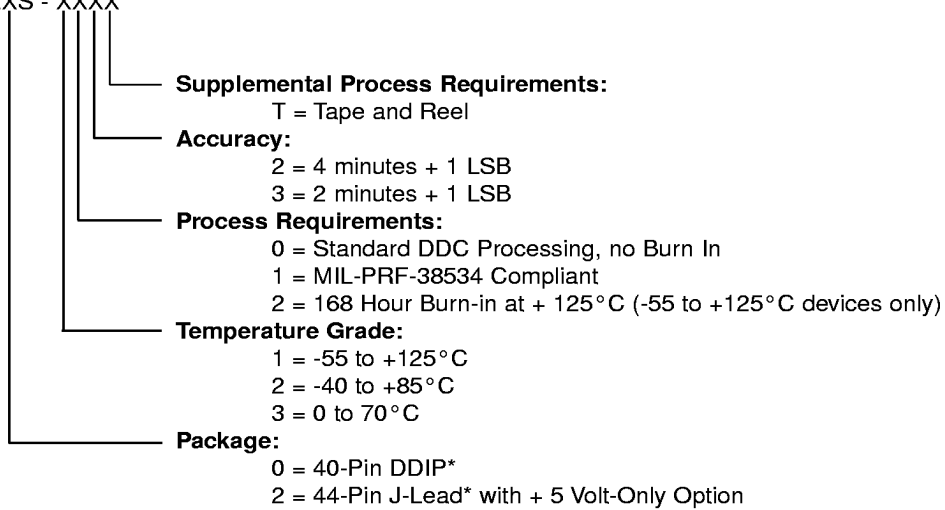 XS - XXXX
Supplemental Process Requirements:
T = Tape and Reel
Accuracy:
2 = 4 minutes + 1 LSB
3 = 2 minutes + 1 LSB
Process Requirements:
0 = Standard DDC Processing, no Burn In
1 = MIL-PRF-38534 Compliant
2 = 168 Hour Burn-in at + 125°C (-55 to +125°C devices only)
Temperature Grade:
1 = -55 to +125°C
2 = -40 to +85°C
3 = 0 to 70°C
Package:
0 = 40-Pin DDIP*
2 = 44-Pin J-Lead* with + 5 Volt-Only Option